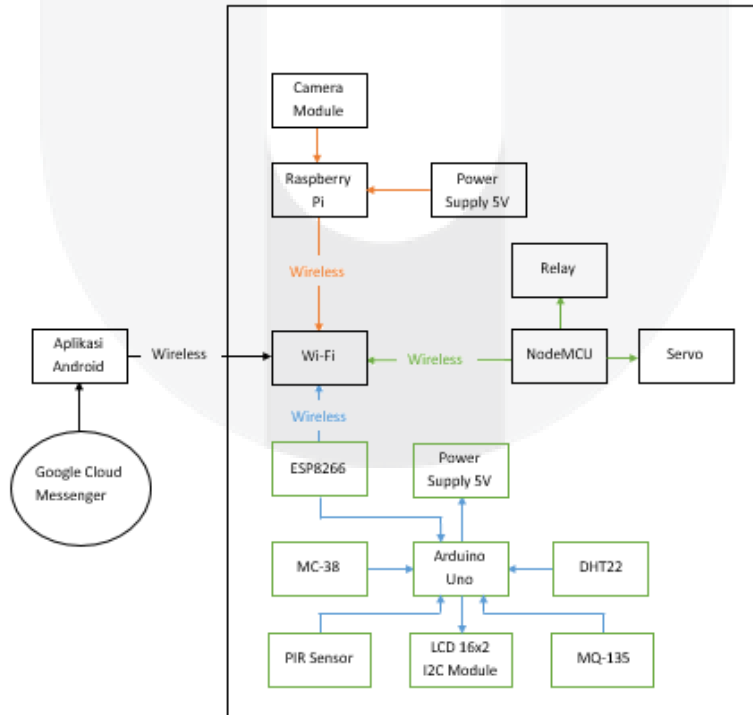 Camera
Module
Raspberry
Pi
Power
Supply 5V
Wireless
Relay
Aplikasi
Android
Wireless
Wi-Fi
Wireless
NodeMCU
Servo
Wireless
Google Cloud
Messenger
ESP8266
Power
Supply 5V
MC-38
Arduino
Uno
DHT22
PIR Sensor
LCD 16x2
I2C Module
MQ-135